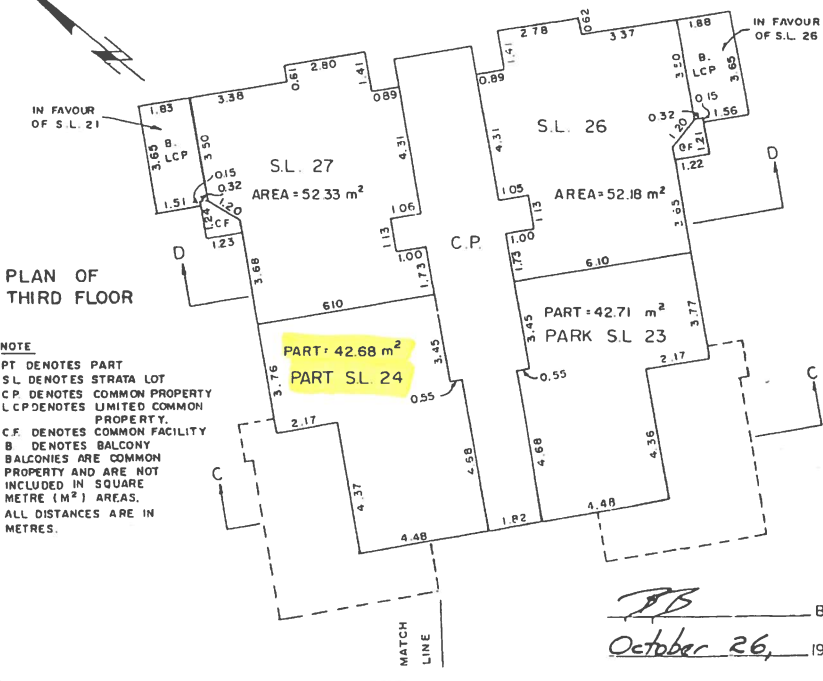 0.62
2.78
3.37
1.88
IN FAVOUR
OF S.L. 26
2.80
0.61
1.41
1.41
0.89
0.89
3.50
B.
LCP
3.65
3.38
1.83
IN FAVOUR
OF S.L. 21
0.15
1.56
0.32
3.65
B.
LCP
3.50
4.31
4.31
S.L. 26
1.20
C F
1.21
1.22
S.L. 27
0.15
0.32
AREA = 52.33 m²
1.05
AREA = 52.18 m²
D
1.51
1.24
1.20
CF
1.23
1.06
1.13
1.13
3.65
C.P.
1.00
1.00
D
3.68
1.73
1.73
6.10
PLAN OF
THIRD FLOOR
610
PART = 42.71 m²
PARK S.L 23
3.77
NOTE
PT DENOTES PART
S L DENOTES STRATA LOT
C P. DENOTES COMMON PROPERTY
L C P DENOTES LIMITED COMMON
PROPERTY.
C.F. DENOTES COMMON FACILITY
B DENOTES BALCONY
BALCONIES ARE COMMON
PROPERTY AND ARE NOT
INCLUDED IN SQUARE
METRE (M²) AREAS.
ALL DISTANCES ARE IN
METRES.
PART = 42.68 m²
PART S.L. 24
3.76
3.45
3.45
2.17
0.55
0.55
C
2.17
C
4.68
4.68
4.36
4.37
4.48
1.82
4.48
MATCH
LINE
BB
B
October 26, 19